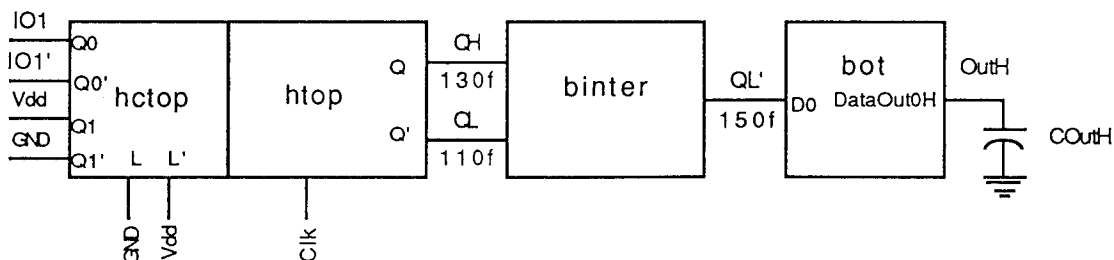 IO1
Q0
IO1'
Q0'
Vdd
Q1
GND
Q1'
L L'
hctop
GND
Vdd
htop
Q
Q'
Clk
QH
130f
QL
110f
binter
QL'
150f
bot
D0
DataOut0H
OutH
COutH